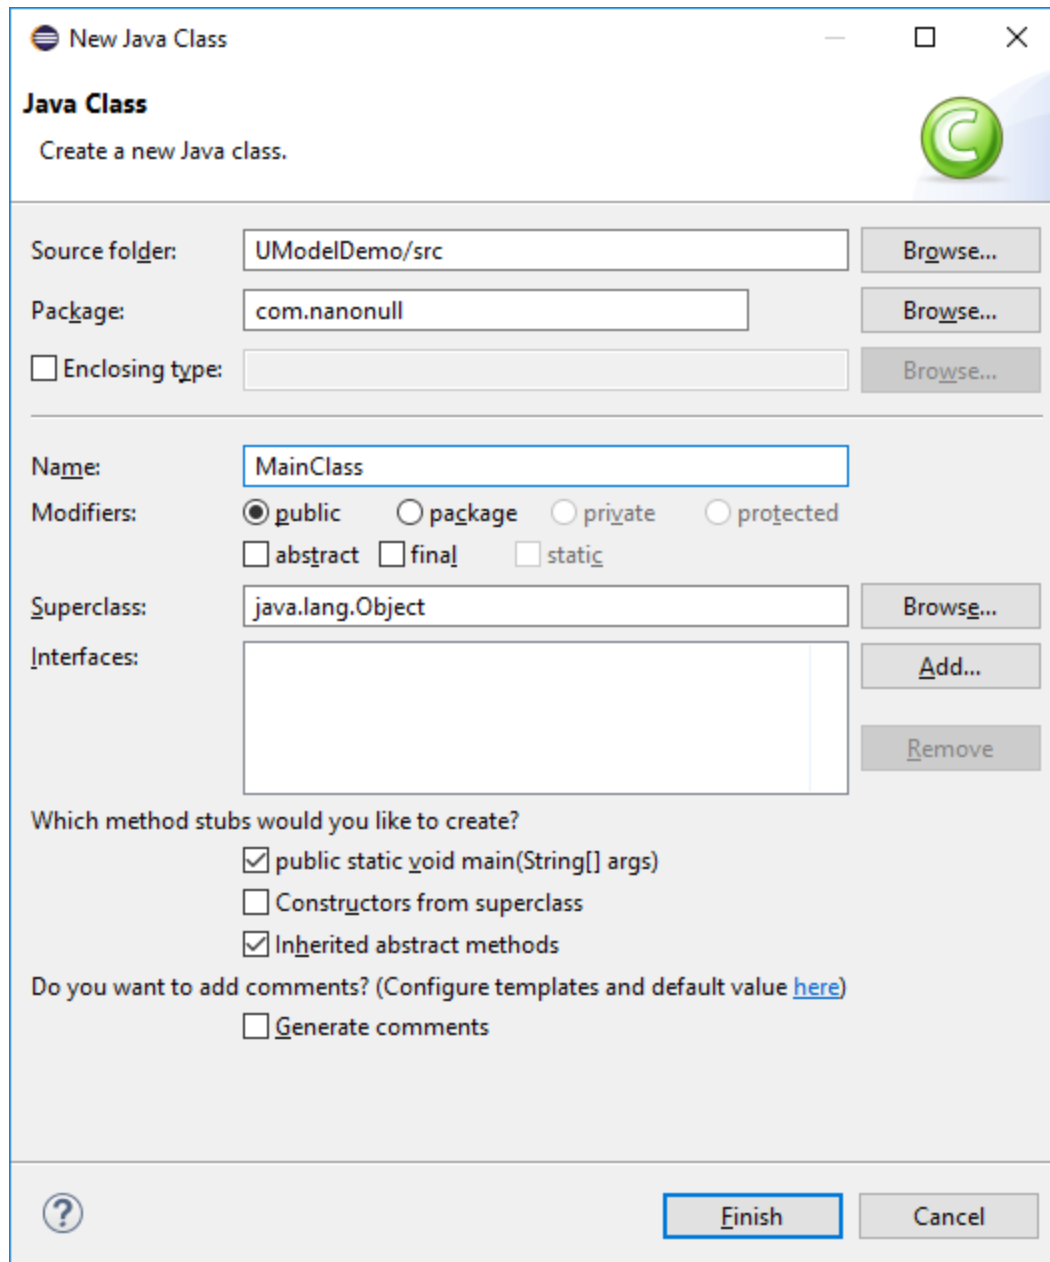 New Java Class
Java Class
Create a new Java class.
C
Source folder: UModelDemo/src Browse...
Package: com.nanonull Browse...
Enclosing type: Browse...
Name: MainClass
Modifiers: public package private protected
abstract final static
Superclass: java.lang.Object Browse...
Interfaces: Add...
Remove
Which method stubs would you like to create?
public static void main(String[] args)
Constructors from superclass
Inherited abstract methods
Do you want to add comments? (Configure templates and default value here)
Generate comments
? Finish Cancel